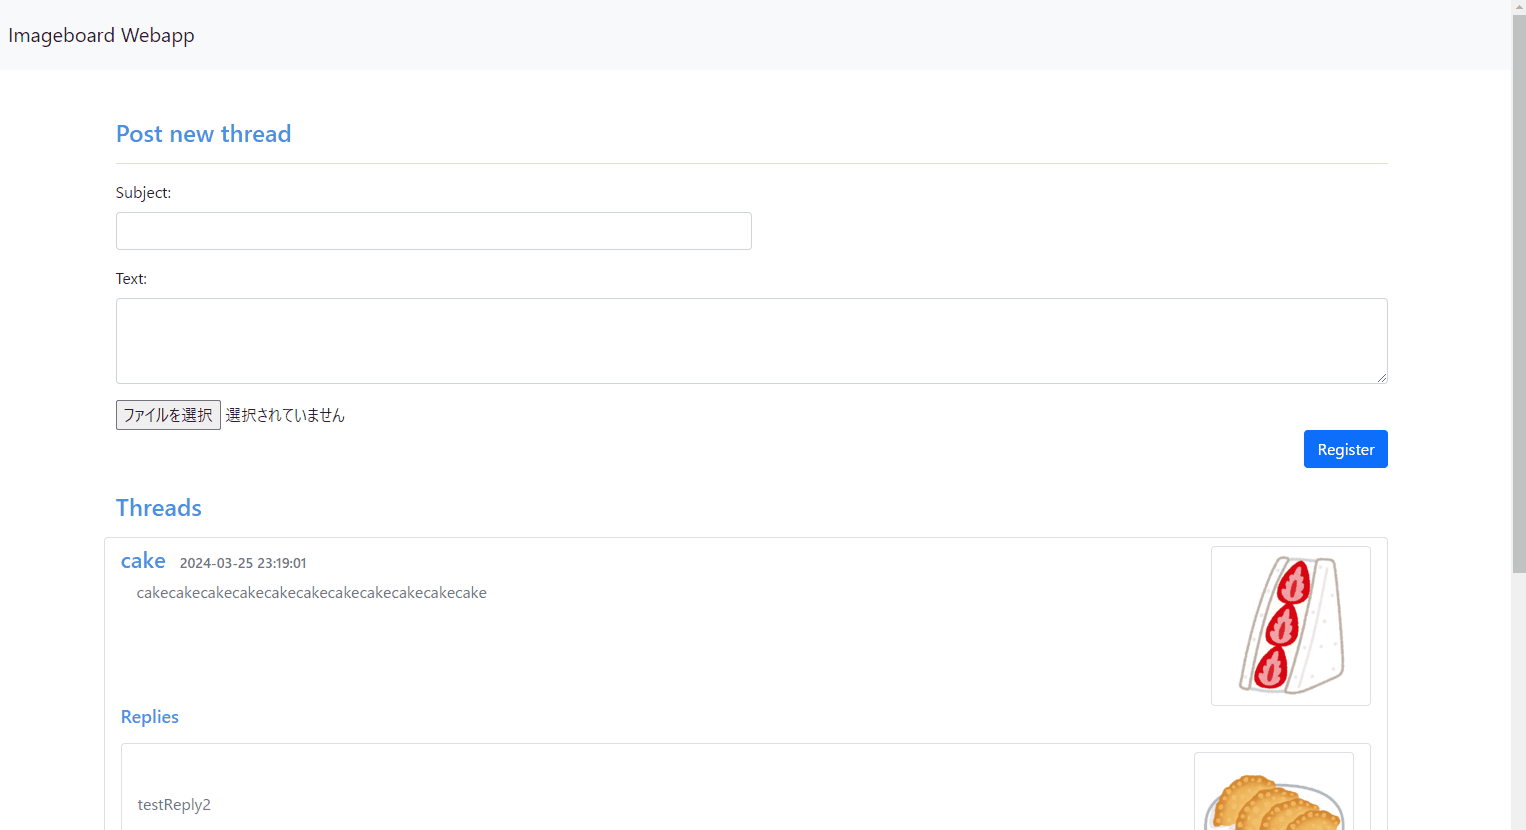 Imageboard Webapp
Post new thread
Subject:
Text:
ファイルを選択 選択されていません
Register
Threads
cake 2024-03-25 23:19:01
cakecakecakecakecakecakecakecakecakecakecake
Replies
testReply2